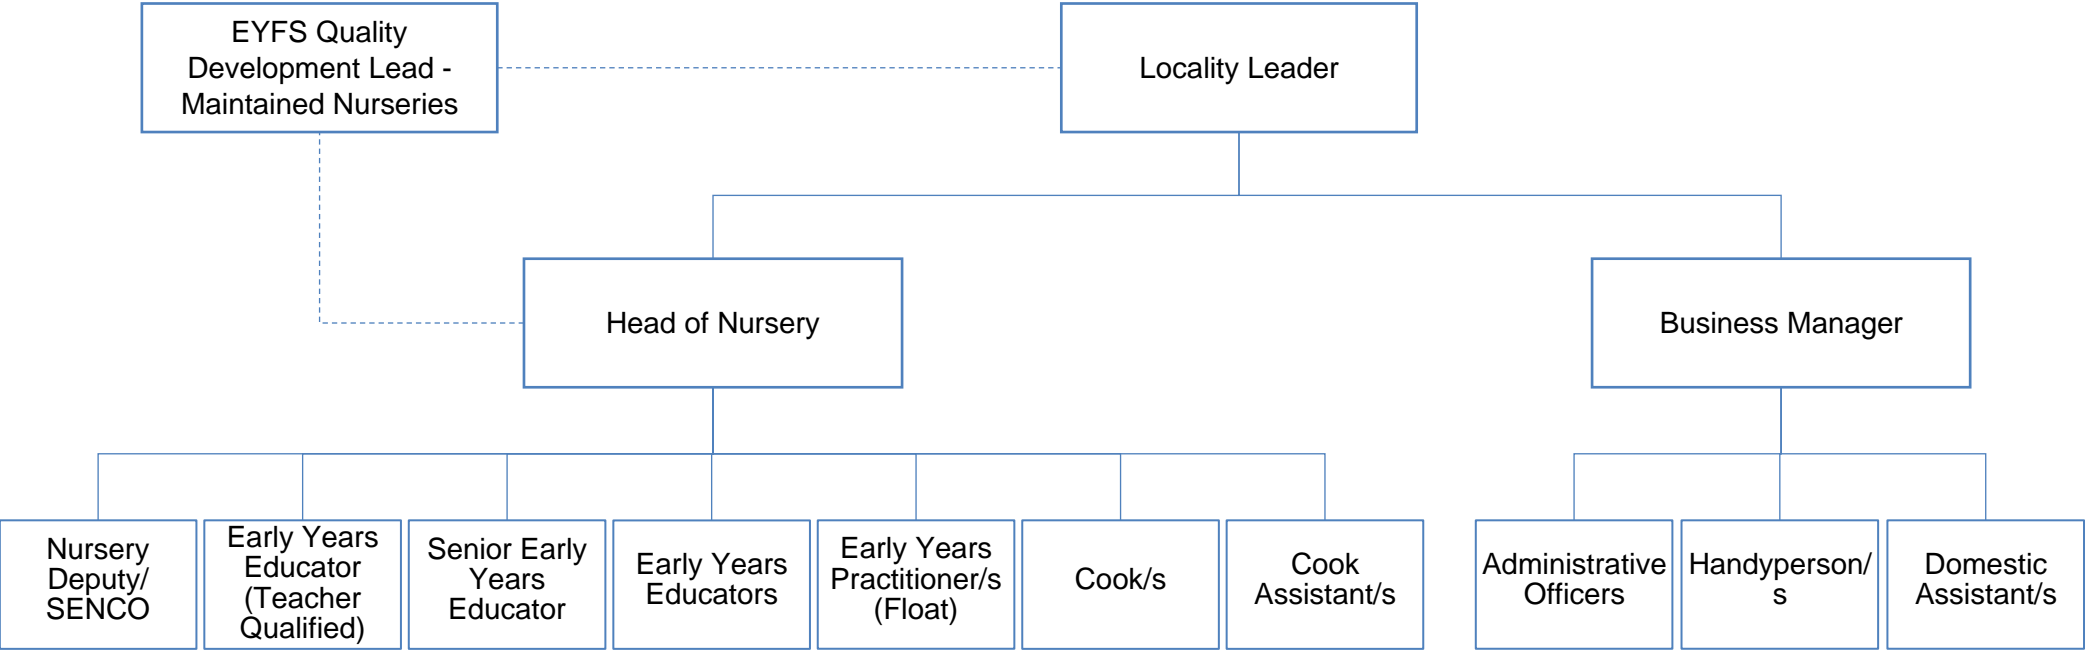 EYFS Quality
Development Lead -
Maintained Nurseries
Locality Leader
Head of Nursery
Business Manager
Nursery
Deputy/
SENCO
Early Years
Educator
(Teacher
Qualified)
Senior Early
Years
Educator
Early Years
Educators
Early Years
Practitioner/s
(Float)
Cook/s
Cook
Assistant/s
Administrative
Officers
Handyperson/
s
Domestic
Assistant/s